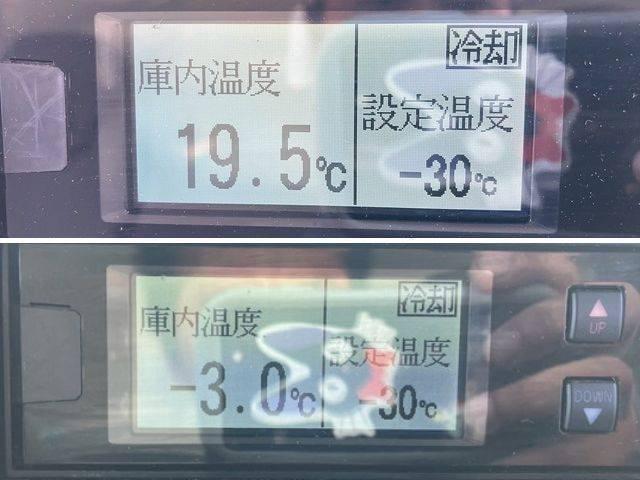 冷却
庫内温度
設定温度
19.5℃
-30℃
冷却
庫内温度
設定温度
-3.0℃
-30℃
UP
DOWN